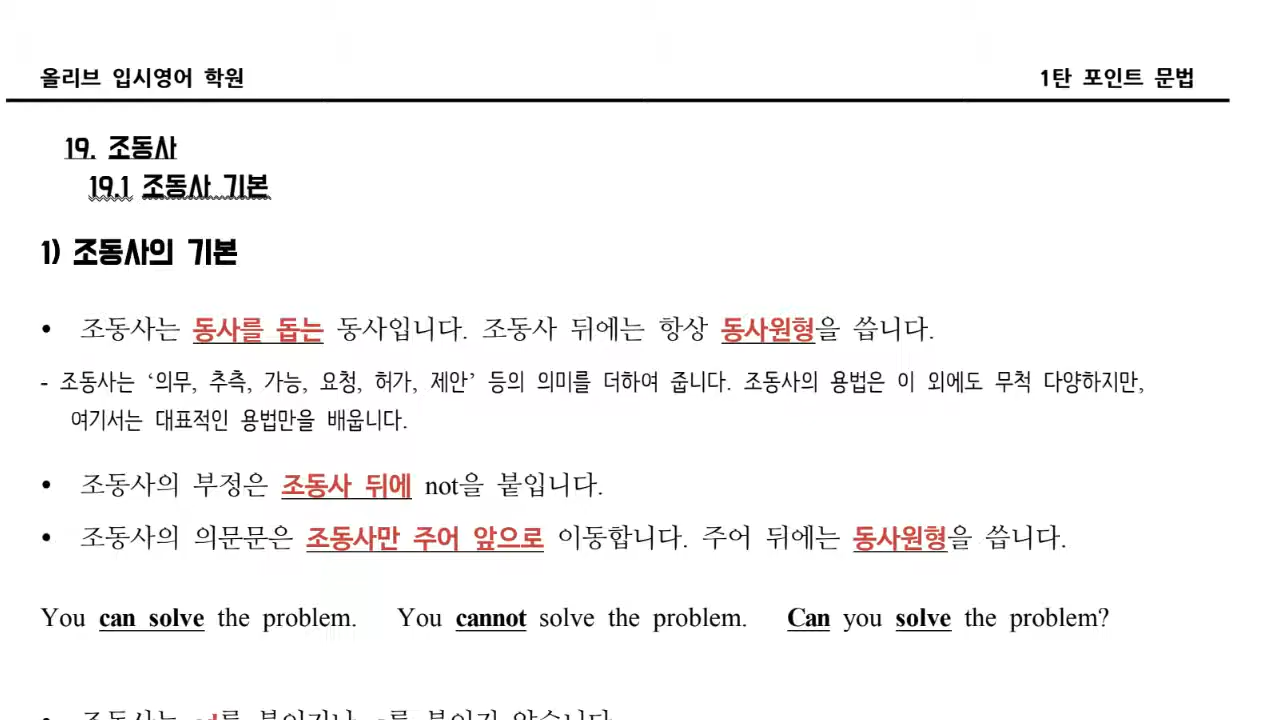 올리브 입시영어 학원
1탄 포인트 문법
19. 조동사
19.1 조동사 기본
1) 조동사의 기본
• 조동사는 동사를 돕는 동사입니다. 조동사 뒤에는 항상 동사원형을 씁니다.
- 조동사는 ‘의무, 추측, 가능, 요청, 허가, 제안’ 등의 의미를 더하여 줍니다. 조동사의 용법은 이 외에도 무척 다양하지만,
여기서는 대표적인 용법만을 배웁니다.
• 조동사의 부정은 조동사 뒤에 not을 붙입니다.
• 조동사의 의문문은 조동사만 주어 앞으로 이동합니다. 주어 뒤에는 동사원형을 씁니다.
You can solve the problem. You cannot solve the problem. Can you solve the problem?